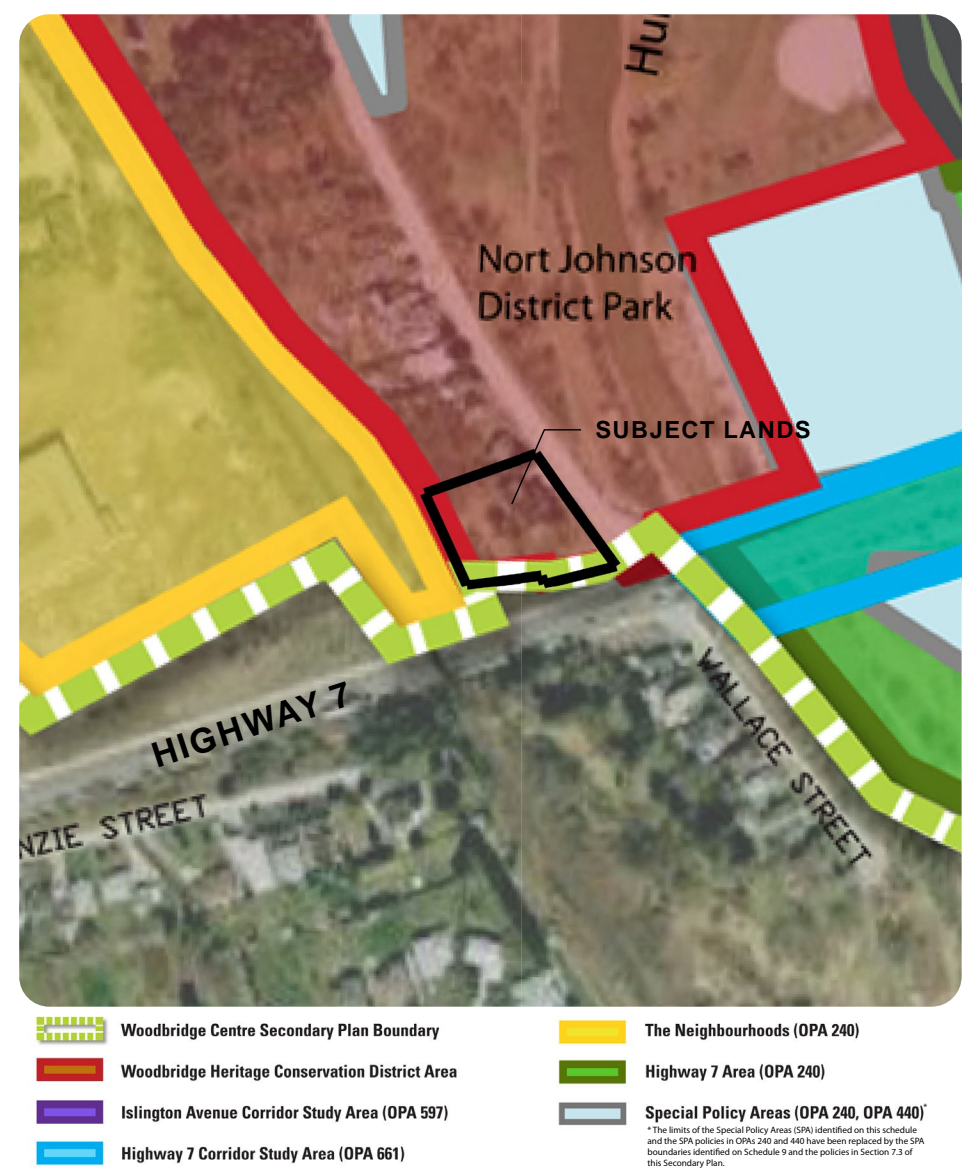 Hu
Nort Johnson
District Park
SUBJECT LANDS
HIGHWAY 7
WALLACE STREET
NZIE STREET
Woodbridge Centre Secondary Plan Boundary
Woodbridge Heritage Conservation District Area
Islington Avenue Corridor Study Area (OPA 597)
Highway 7 Corridor Study Area (OPA 661)
The Neighbourhoods (OPA 240)
Highway 7 Area (OPA 240)
Special Policy Areas (OPA 240, OPA 440)*
* The limits of the Special Policy Areas (SPA) identified on this schedule
and the SPA policies in OPAs 240 and 440 have been replaced by the SPA
boundaries identified on Schedule 9 and the policies in Section 7.3 of
this Secondary Plan.